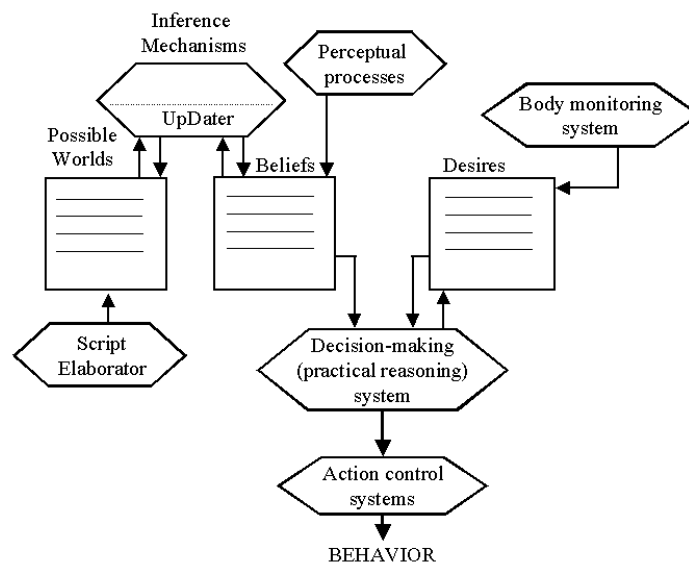 Inference
Mechanisms
UpDater
Perceptual
processes
Body monitoring
system
Possible
Worlds
Beliefs
Desires
Script
Elaborator
Decision-making
(practical reasoning)
system
Action control
systems
BEHAVIOR